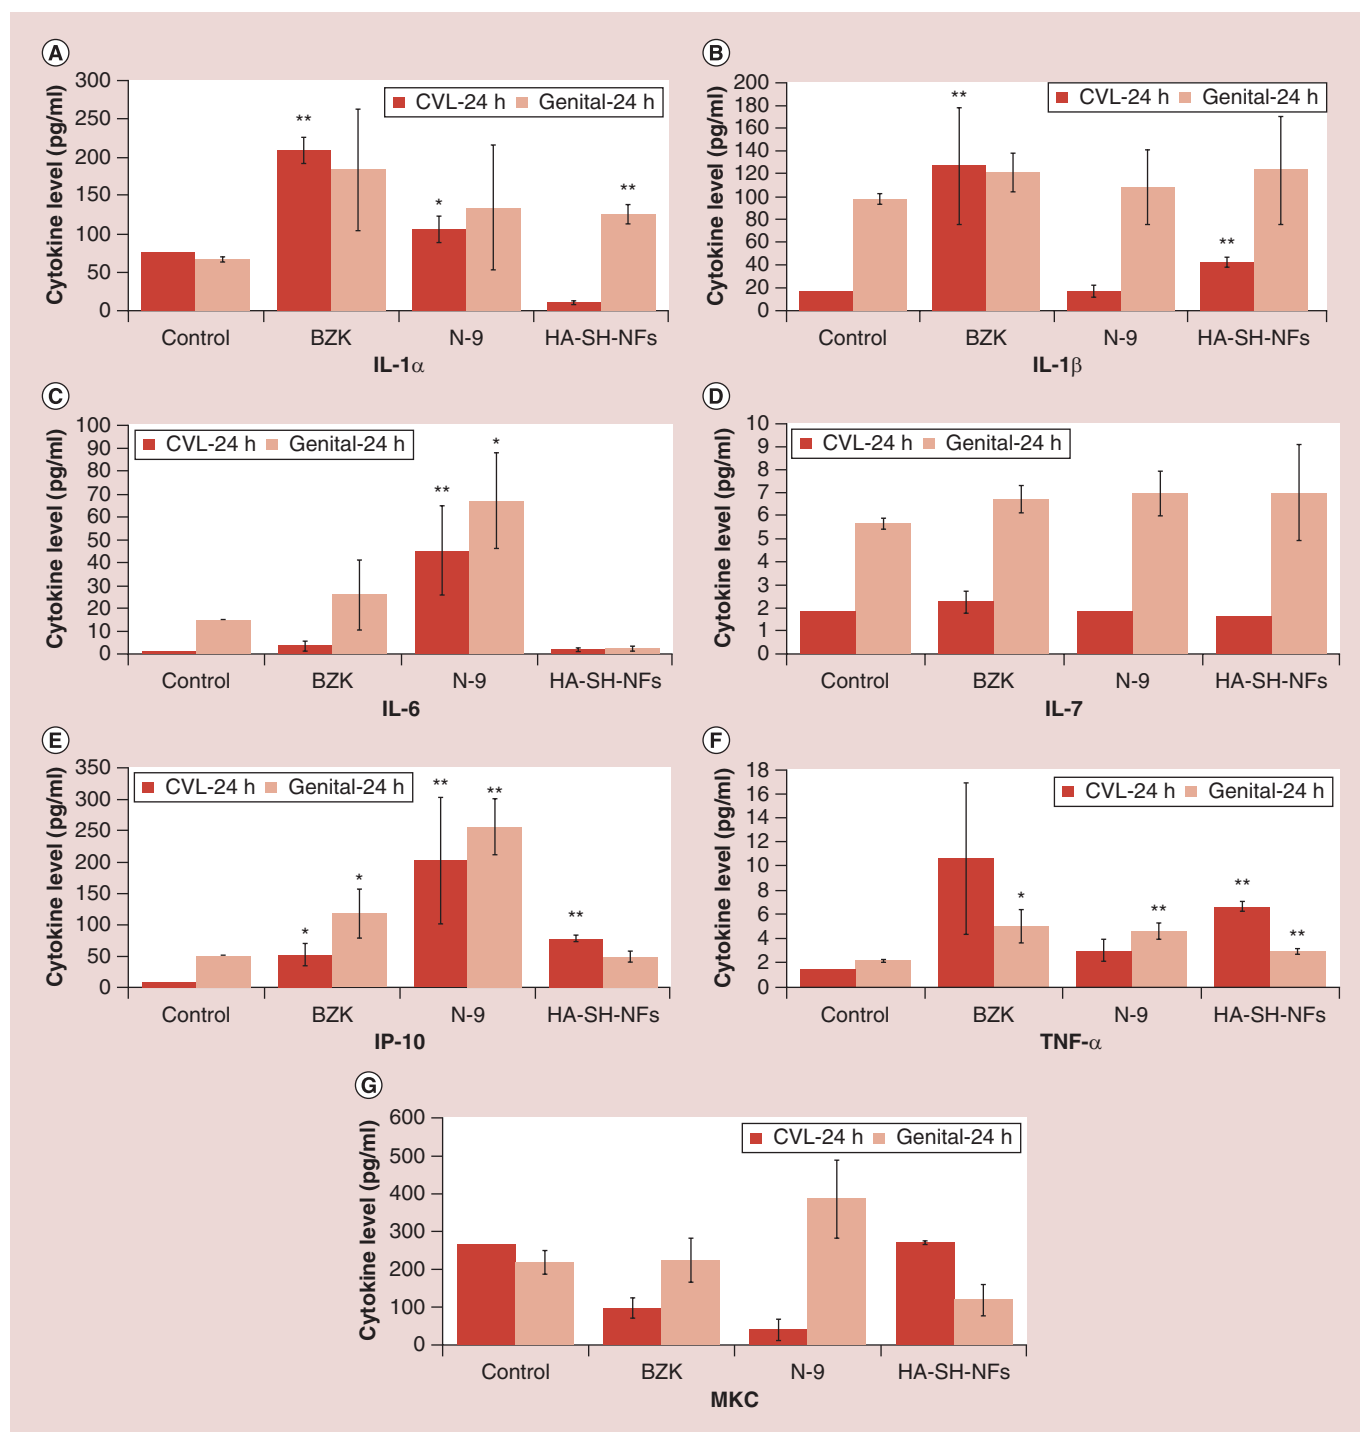 A
Cytokine level (pg/ml)
300
250
200
150
100
50
0
CVL-24 h Genital-24 h
**
*
**
Control BZK N-9 HA-SH-NFs
IL-1α
B
Cytokine level (pg/ml)
200
180
160
140
120
100
80
60
40
20
0
CVL-24 h Genital-24 h
**
**
Control BZK N-9 HA-SH-NFs
IL-1β
C
Cytokine level (pg/ml)
100
90
80
70
60
50
40
30
20
10
0
CVL-24 h Genital-24 h
**
*
Control BZK N-9 HA-SH-NFs
IL-6
D
Cytokine level (pg/ml)
10
9
8
7
6
5
4
3
2
1
0
CVL-24 h Genital-24 h
Control BZK N-9 HA-SH-NFs
IL-7
E
Cytokine level (pg/ml)
350
300
250
200
150
100
50
0
CVL-24 h Genital-24 h
*
*
**
**
**
Control BZK N-9 HA-SH-NFs
IP-10
F
Cytokine level (pg/ml)
18
16
14
12
10
8
6
4
2
0
CVL-24 h Genital-24 h
*
**
**
**
Control BZK N-9 HA-SH-NFs
TNF-α
G
Cytokine level (pg/ml)
600
500
400
300
200
100
0
CVL-24 h Genital-24 h
Control BZK N-9 HA-SH-NFs
MKC